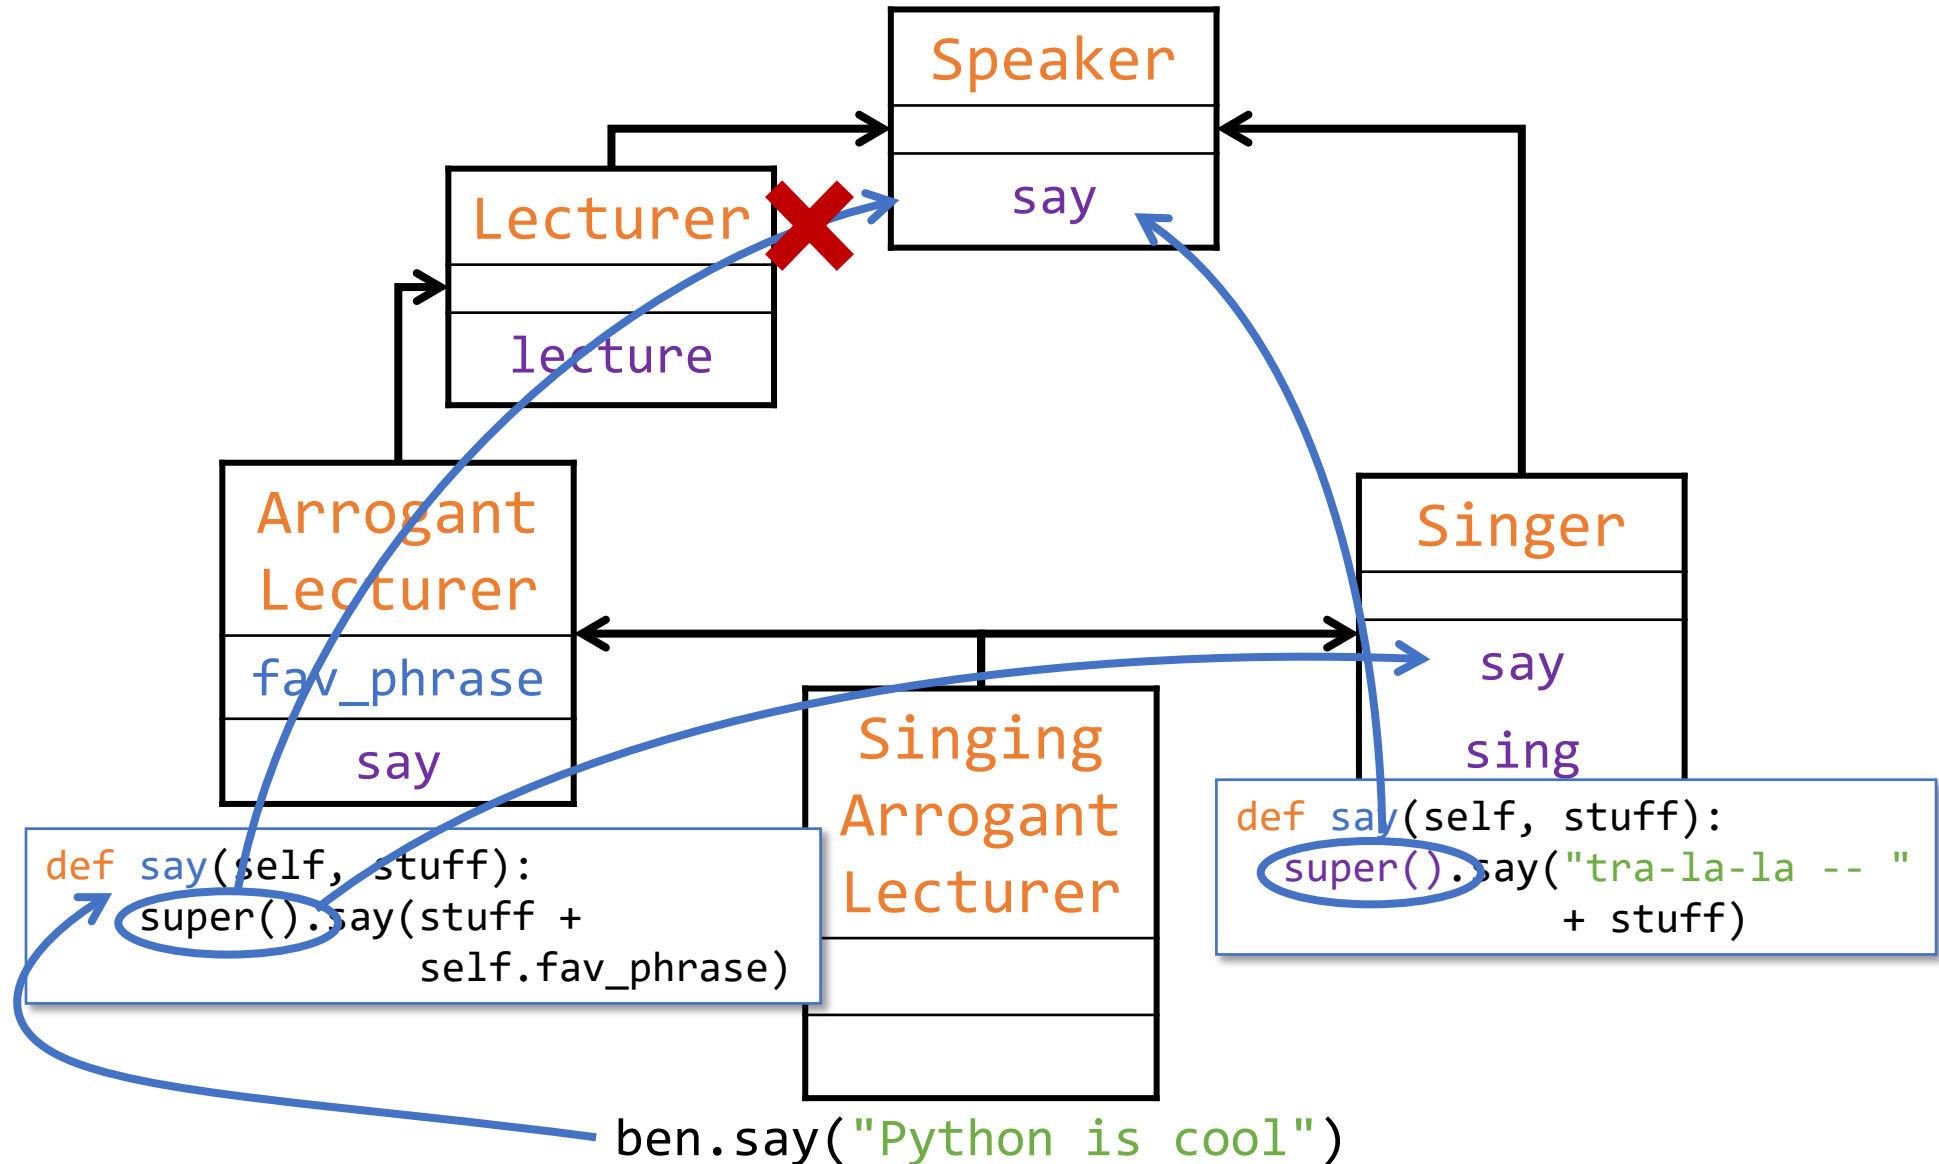 Speaker
say
Lecturer
lecture
Arrogant
Lecturer
fav_phrase
say
Singer
say
sing
Singing
Arrogant
Lecturer
def say(self, stuff):
super().say(stuff +
self.fav_phrase)
def say(self, stuff):
super().say("tra-la-la -- "
+ stuff)
ben.say("Python is cool")